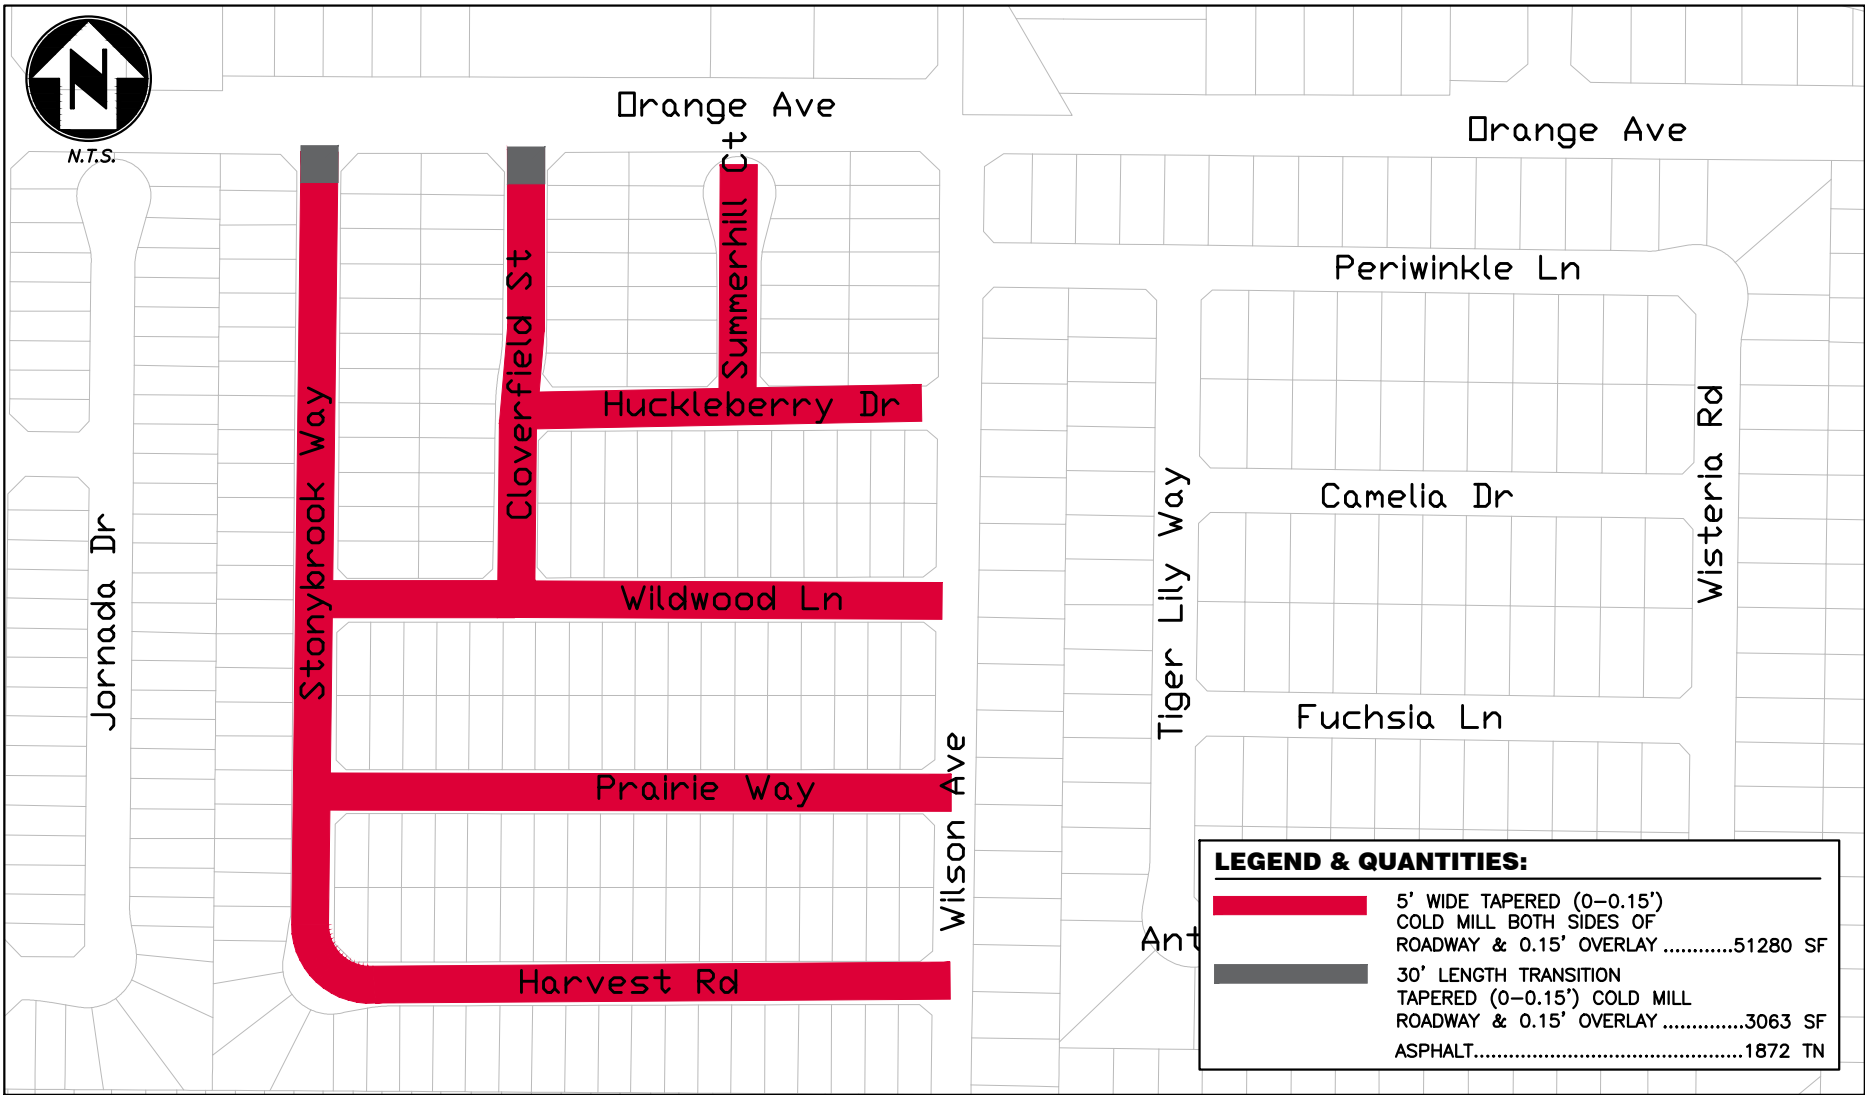 N
N.T.S.
Orange Ave
Orange Ave
Summerhill Ct
Periwinkle Ln
Cloverfield St
Huckleberry Dr
Stonybrook Way
Wisteria Rd
Camelia Dr
Tiger Lily Way
Jornada Dr
Wildwood Ln
Fuchsia Ln
Prairie Way
Wilson Ave
Ant
Harvest Rd
LEGEND & QUANTITIES:
5' WIDE TAPERED (0-0.15')
COLD MILL BOTH SIDES OF
ROADWAY & 0.15' OVERLAY ............51280 SF
30' LENGTH TRANSITION
TAPERED (0-0.15') COLD MILL
ROADWAY & 0.15' OVERLAY ..............3063 SF
ASPHALT..............................................1872 TN